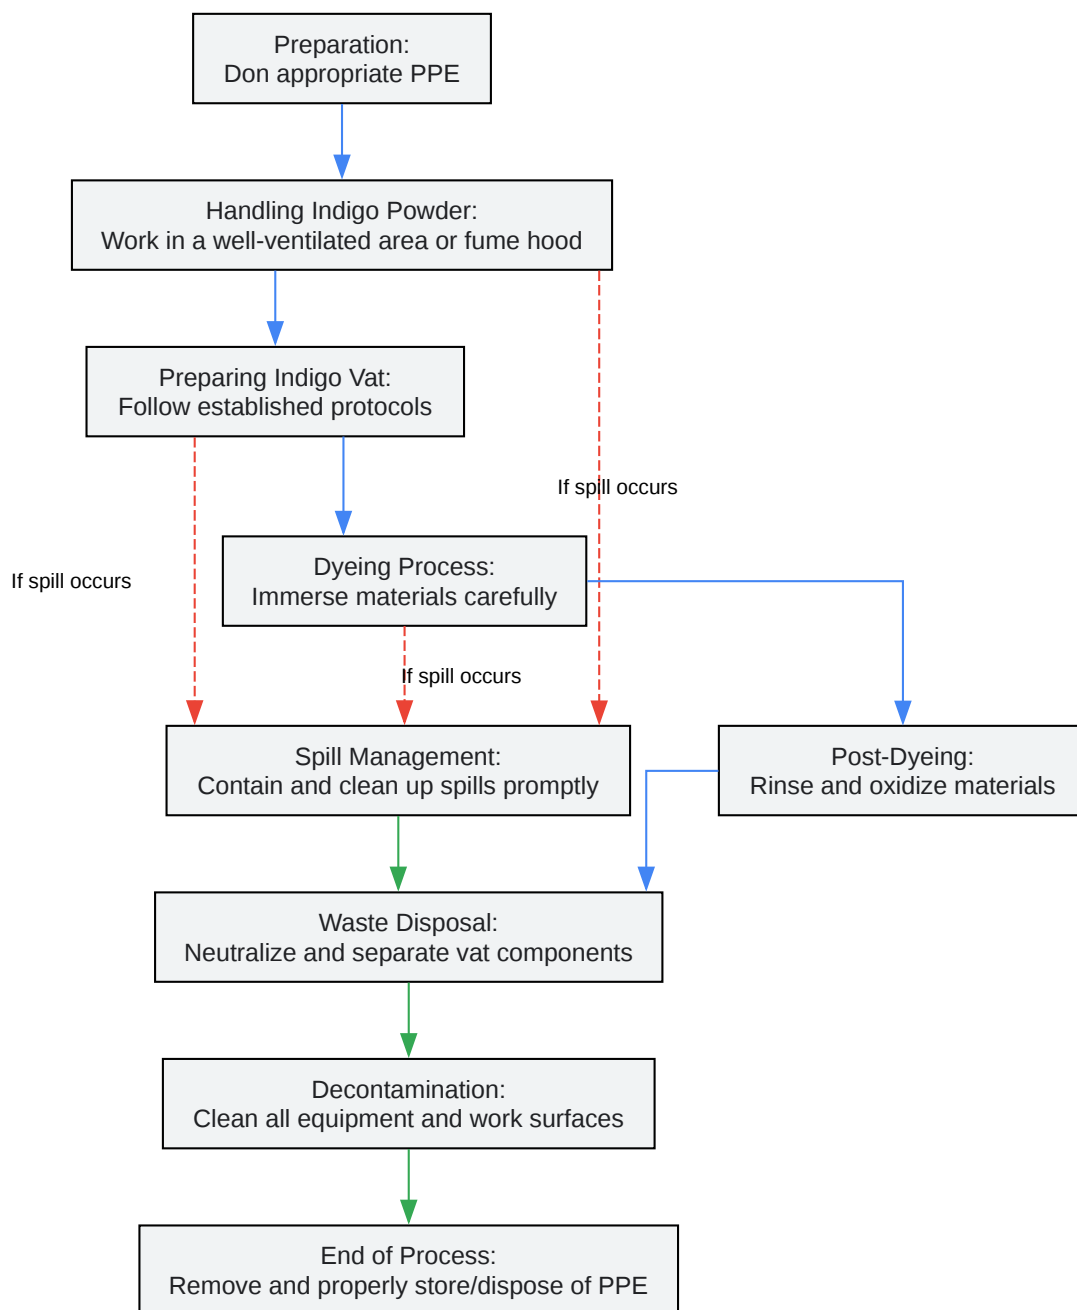 Preparation:
Don appropriate PPE
Handling Indigo Powder:
Work in a well-ventilated area or fume hood
Preparing Indigo Vat:
Follow established protocols
If spill occurs
Dyeing Process:
Immerse materials carefully
If spill occurs
If spill occurs
Spill Management:
Contain and clean up spills promptly
Post-Dyeing:
Rinse and oxidize materials
Waste Disposal:
Neutralize and separate vat components
Decontamination:
Clean all equipment and work surfaces
End of Process:
Remove and properly store/dispose of PPE